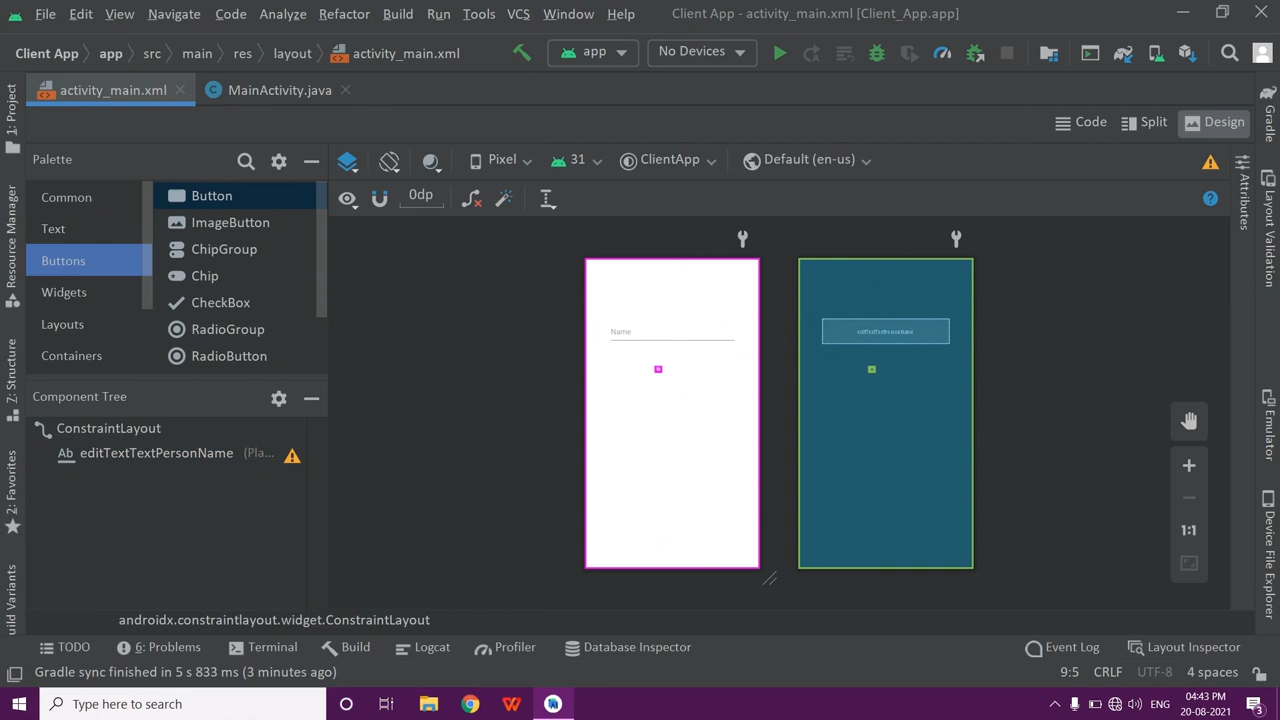 File Edit View Navigate Code Analyze Refactor Build Run Tools VCS Window Help Client App - activity_main.xml [Client_App.app]
Client App app src main res layout activity_main.xml app No Devices
activity_main.xml MainActivity.java
Code Split Design
1: Project
Resource Manager
Z: Structure
2: Favorites
uild Variants
Palette
Common
Text
Buttons
Widgets
Layouts
Containers
Button
ImageButton
ChipGroup
Chip
CheckBox
RadioGroup
RadioButton
Component Tree
ConstraintLayout
Ab editTextTextPersonName (Pla...
Pixel 31 ClientApp Default (en-us)
0dp
Name
editTextTextPersonName
1:1
Attributes
Gradle
Layout Validation
Emulator
Device File Explorer
androidx.constraintlayout.widget.ConstraintLayout
TODO 6: Problems Terminal Build Logcat Profiler Database Inspector Event Log Layout Inspector
Gradle sync finished in 5 s 833 ms (3 minutes ago) 9:5 CRLF UTF-8 4 spaces
Type here to search
ENG
04:43 PM
20-08-2021
3